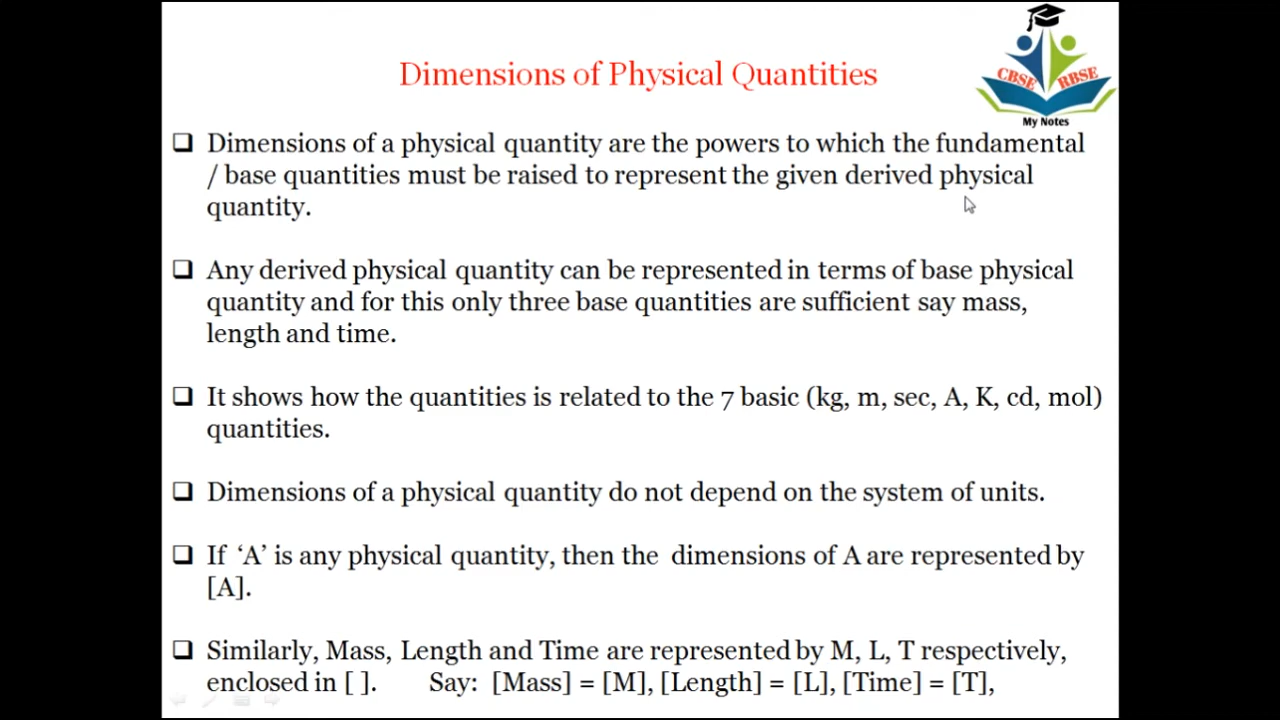 Dimensions of Physical Quantities
CBSE RBSE
My Notes
❑ Dimensions of a physical quantity are the powers to which the fundamental
/ base quantities must be raised to represent the given derived physical
quantity.
❑ Any derived physical quantity can be represented in terms of base physical
quantity and for this only three base quantities are sufficient say mass,
length and time.
❑ It shows how the quantities is related to the 7 basic (kg, m, sec, A, K, cd, mol)
quantities.
❑ Dimensions of a physical quantity do not depend on the system of units.
❑ If ‘A’ is any physical quantity, then the dimensions of A are represented by
[A].
❑ Similarly, Mass, Length and Time are represented by M, L, T respectively,
enclosed in [ ]. Say: [Mass] = [M], [Length] = [L], [Time] = [T],